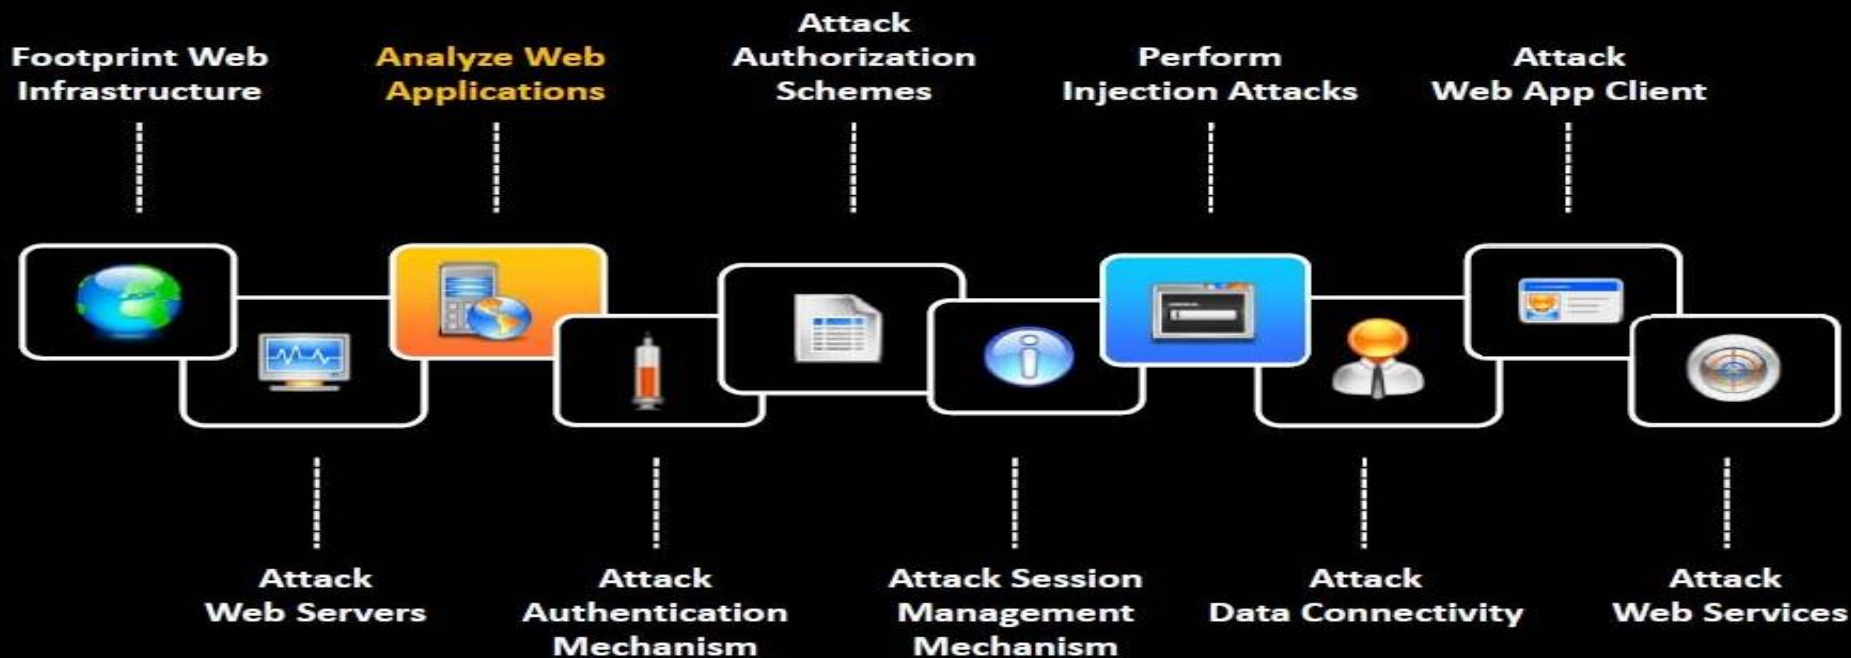 Footprint Web
Infrastructure
Analyze Web
Applications
Attack
Authorization
Schemes
Perform
Injection Attacks
Attack
Web App Client
Attack
Web Servers
Attack
Authentication
Mechanism
Attack Session
Management
Mechanism
Attack
Data Connectivity
Attack
Web Services